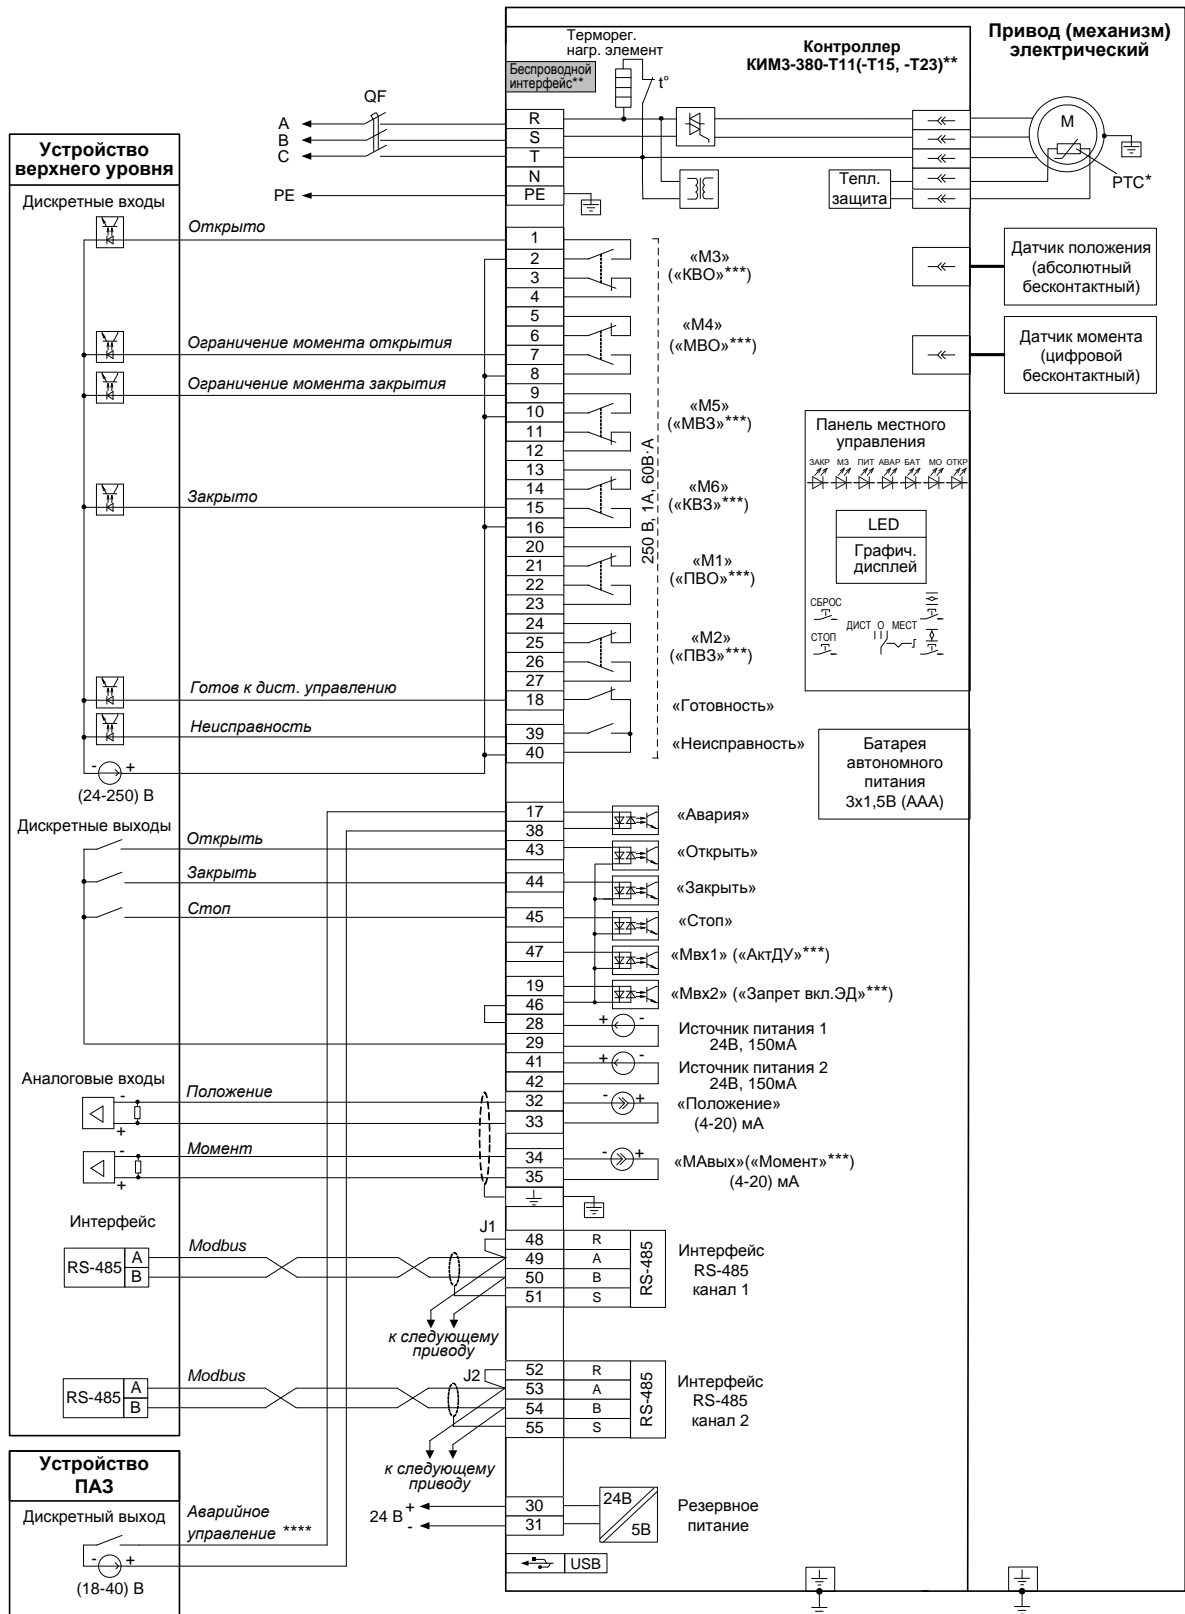 Привод (механизм)
электрический
Контроллер
КИМ3-380-Т11(-Т15, -Т23)**
Терморег.
нагр. элемент
t°
Беспроводной
интерфейс**
QF
A
B
C
PE
R
S
T
N
PE
M
PTC*
Тепл.
защита
Устройство
верхнего уровня
Дискретные входы
Открыто
Ограничение момента открытия
Ограничение момента закрытия
Закрыто
Готов к дист. управлению
Неисправность
- +
(24-250) В
1
2
3
4
«М3»
(«КВО»***)
5
6
7
8
«М4»
(«МВО»***)
9
10
11
12
«М5»
(«МВЗ»***)
13
14
15
16
«М6»
(«КВЗ»***)
20
21
22
23
«М1»
(«ПВО»***)
24
25
26
27
«М2»
(«ПВЗ»***)
18
«Готовность»
39
40
«Неисправность»
250 В, 1А, 60В·А
Датчик положения
(абсолютный
бесконтактный)
Датчик момента
(цифровой
бесконтактный)
Панель местного
управления
ЗАКР МЗ ПИТ АВАР БАТ МО ОТКР
LED
Графич.
дисплей
СБРОС
СТОП
ДИСТ О МЕСТ
Батарея
автономного
питания
3х1,5В (ААА)
Дискретные выходы
Открыть
Закрыть
Стоп
17
38
«Авария»
43
«Открыть»
44
«Закрыть»
45
«Стоп»
47
«Мвх1» («АктДУ»***)
19
46
«Мвх2» («Запрет вкл.ЭД»***)
28
29
+ -
Источник питания 1
24В, 150мА
41
42
+ -
Источник питания 2
24В, 150мА
Аналоговые входы
Положение
-
+
32
33
- +
«Положение»
(4-20) мА
Момент
-
+
34
35
- +
«МАвых»(«Момент»***)
(4-20) мА
Интерфейс
RS-485
A
B
Modbus
J1
48
49
50
51
R
A
B
S
RS-485
Интерфейс
RS-485
канал 1
к следующему
приводу
RS-485
A
B
Modbus
J2
52
53
54
55
R
A
B
S
RS-485
Интерфейс
RS-485
канал 2
к следующему
приводу
24 В
+
-
30
31
24В
5В
Резервное
питание
USB
Устройство
ПАЗ
Дискретный выход
Аварийное
управление ****
- +
(18-40) В